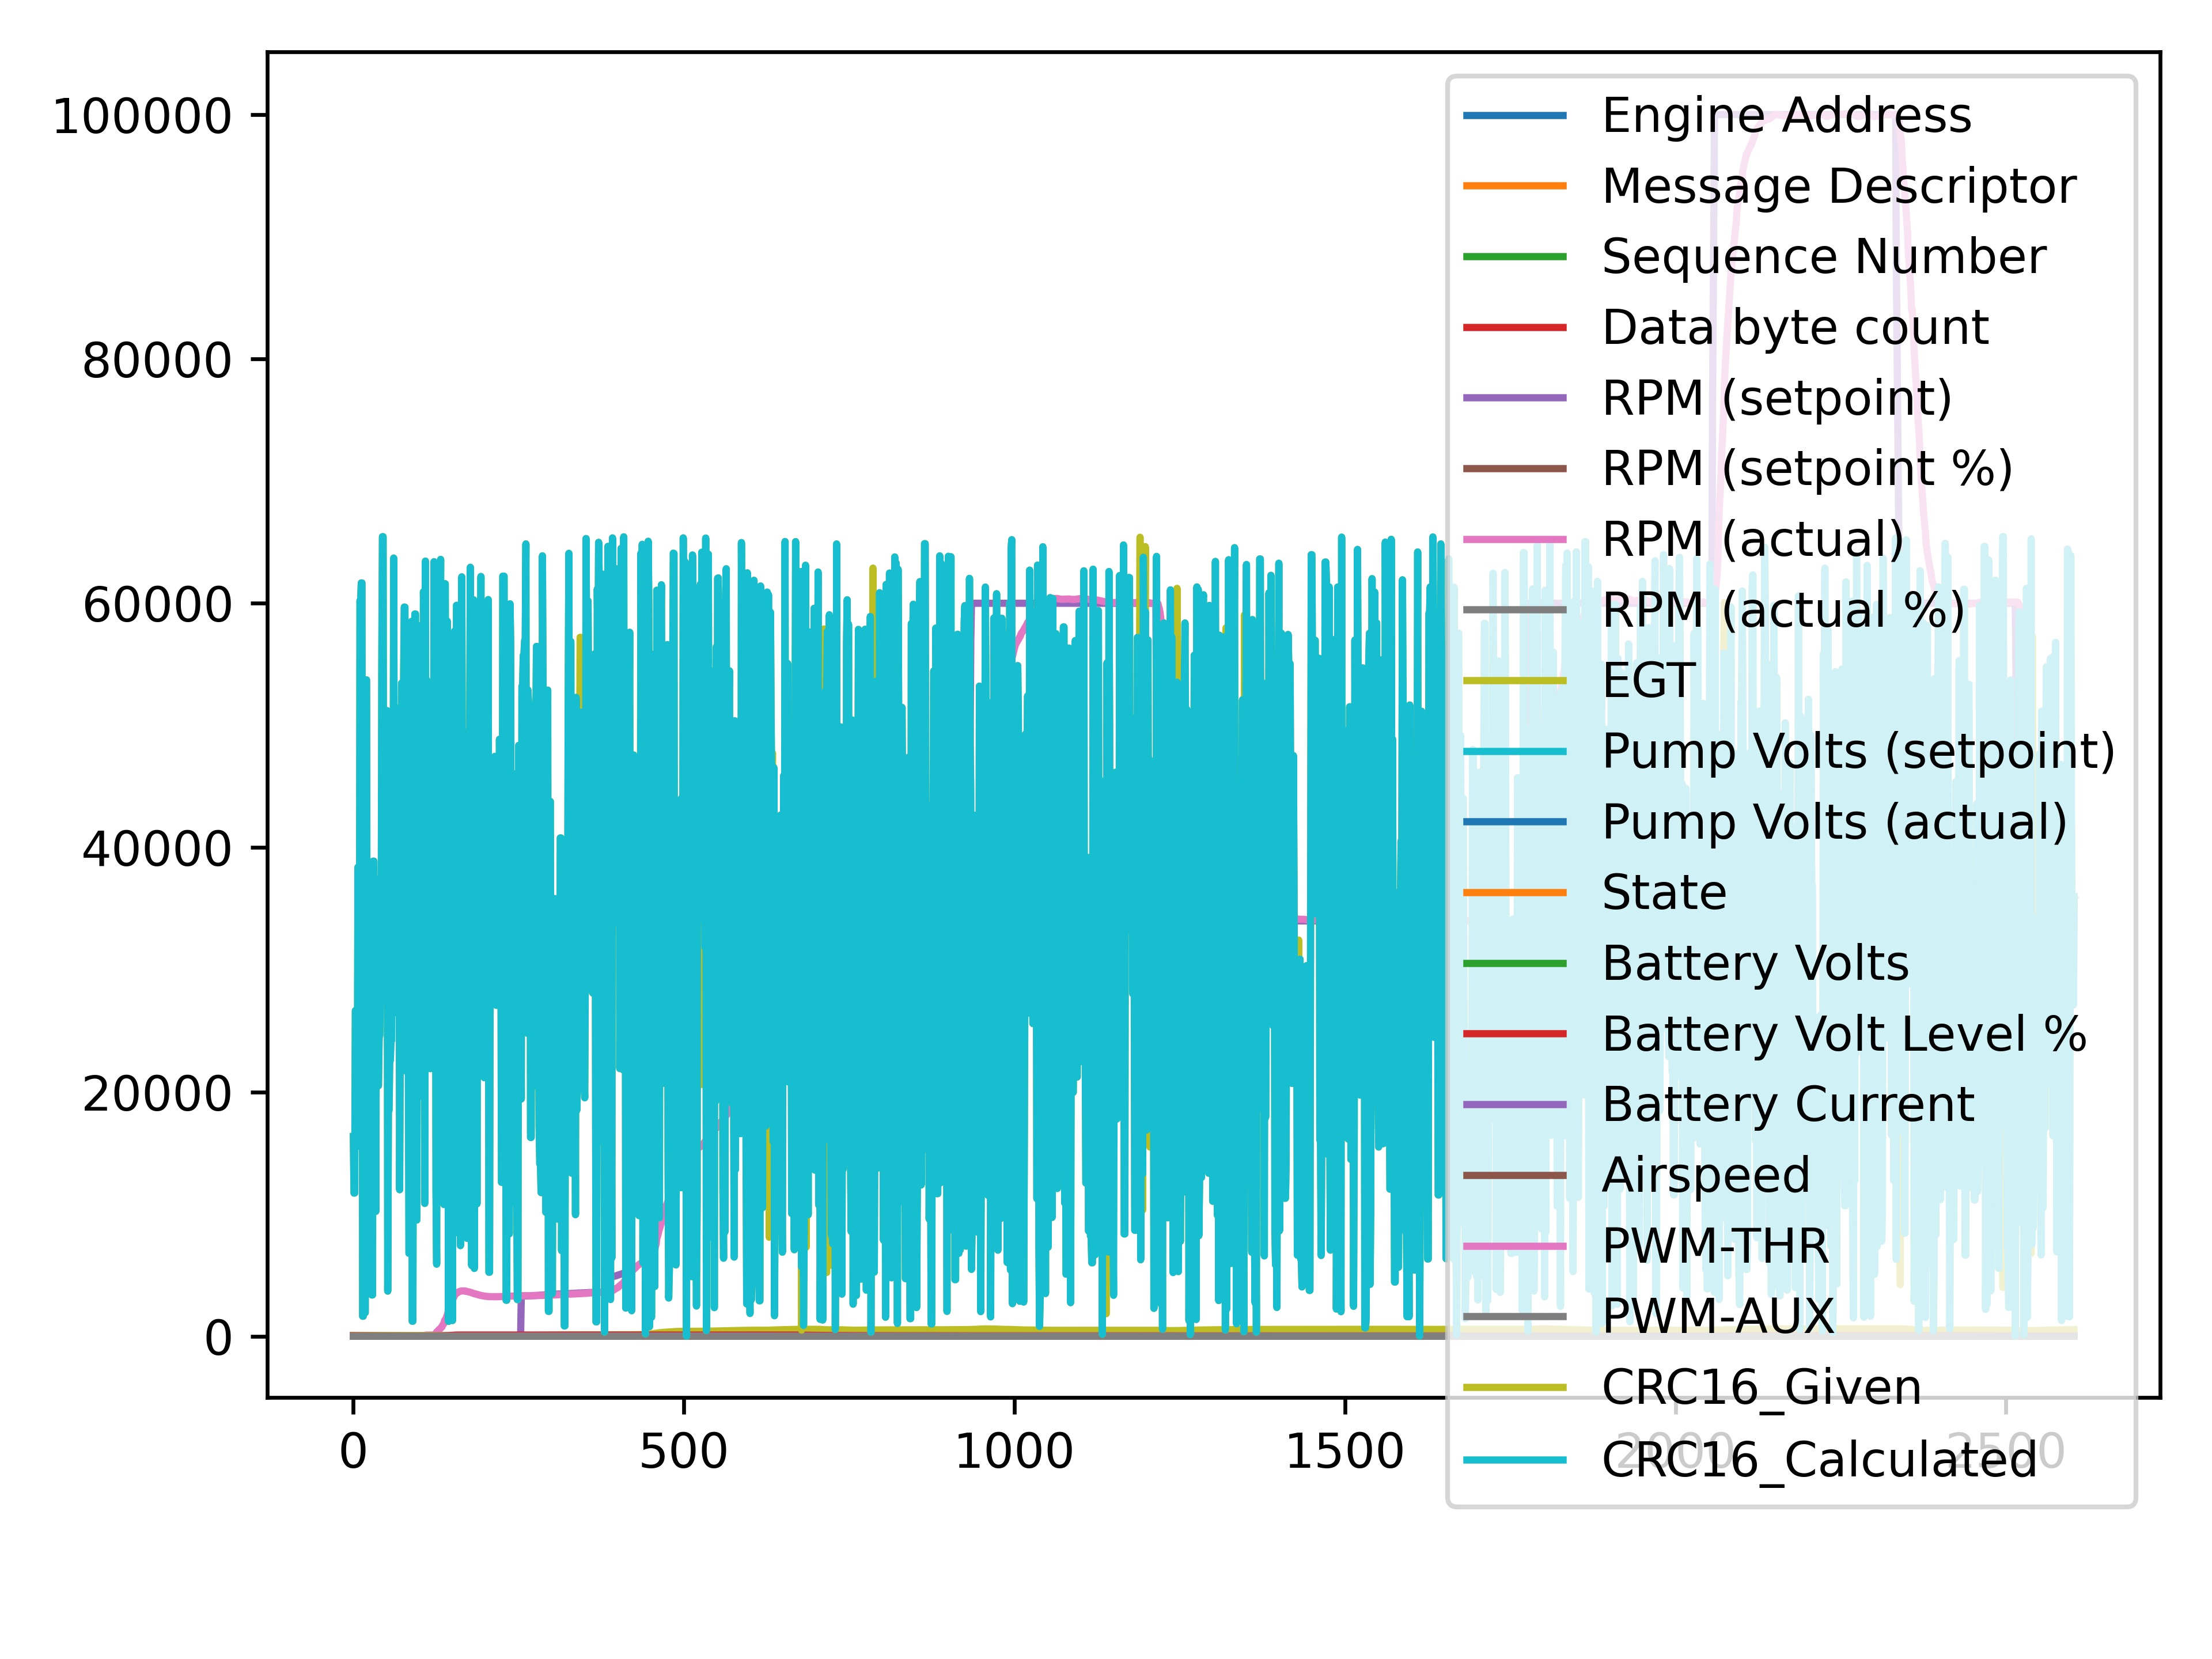 100000
80000
60000
40000
20000
0
0
500
1000
1500
2000
2500
Engine Address
Message Descriptor
Sequence Number
Data byte count
RPM (setpoint)
RPM (setpoint %)
RPM (actual)
RPM (actual %)
EGT
Pump Volts (setpoint)
Pump Volts (actual)
State
Battery Volts
Battery Volt Level %
Battery Current
Airspeed
PWM-THR
PWM-AUX
CRC16_Given
CRC16_Calculated